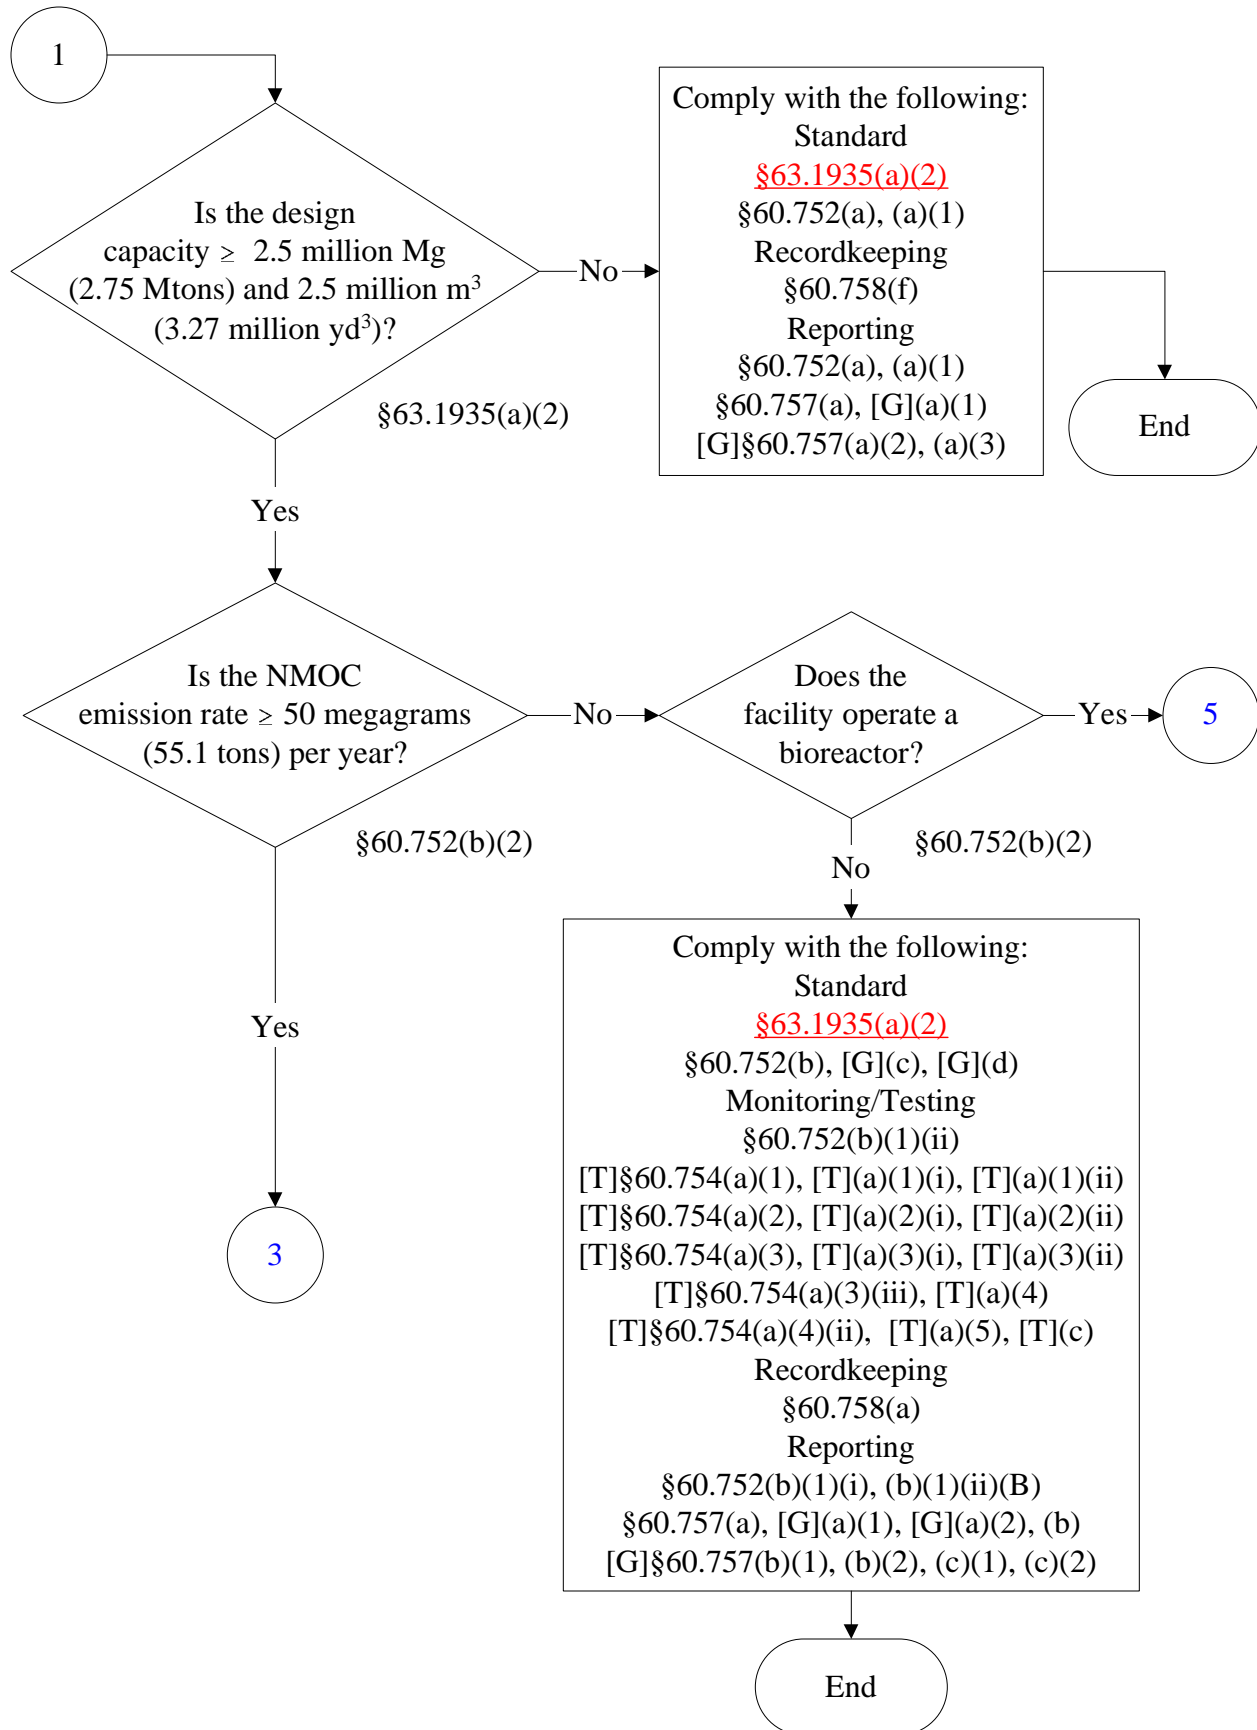 1
Is the design
capacity ≥ 2.5 million Mg
(2.75 Mtons) and 2.5 million m³
(3.27 million yd³)?
§63.1935(a)(2)
No
Comply with the following:
Standard
§63.1935(a)(2)
§60.752(a), (a)(1)
Recordkeeping
§60.758(f)
Reporting
§60.752(a), (a)(1)
§60.757(a), [G](a)(1)
[G]§60.757(a)(2), (a)(3)
End
Yes
Is the NMOC
emission rate ≥ 50 megagrams
(55.1 tons) per year?
§60.752(b)(2)
No
Does the
facility operate a
bioreactor?
§60.752(b)(2)
Yes
5
Yes
3
No
Comply with the following:
Standard
§63.1935(a)(2)
§60.752(b), [G](c), [G](d)
Monitoring/Testing
§60.752(b)(1)(ii)
[T]§60.754(a)(1), [T](a)(1)(i), [T](a)(1)(ii)
[T]§60.754(a)(2), [T](a)(2)(i), [T](a)(2)(ii)
[T]§60.754(a)(3), [T](a)(3)(i), [T](a)(3)(ii)
[T]§60.754(a)(3)(iii), [T](a)(4)
[T]§60.754(a)(4)(ii), [T](a)(5), [T](c)
Recordkeeping
§60.758(a)
Reporting
§60.752(b)(1)(i), (b)(1)(ii)(B)
§60.757(a), [G](a)(1), [G](a)(2), (b)
[G]§60.757(b)(1), (b)(2), (c)(1), (c)(2)
End